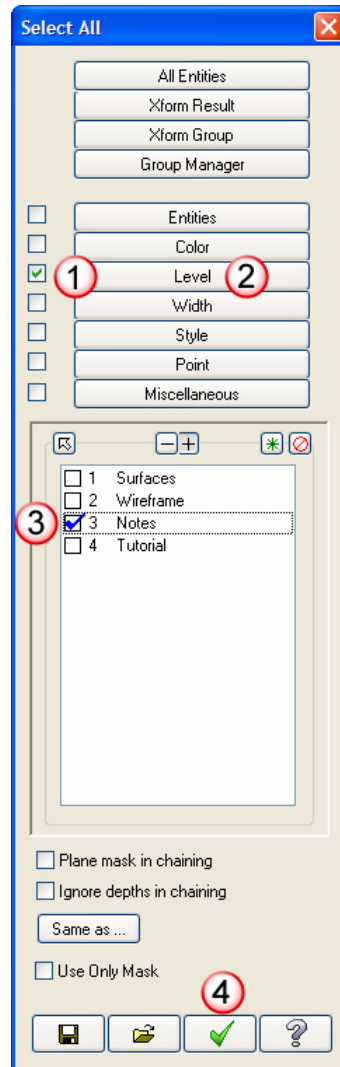 Select All
All Entities
Xform Result
Xform Group
Group Manager
Entities
Color
1 Level 2
Width
Style
Point
Miscellaneous
1 Surfaces
2 Wireframe
3 3 Notes
4 Tutorial
Plane mask in chaining
Ignore depths in chaining
Same as ...
Use Only Mask
4
?